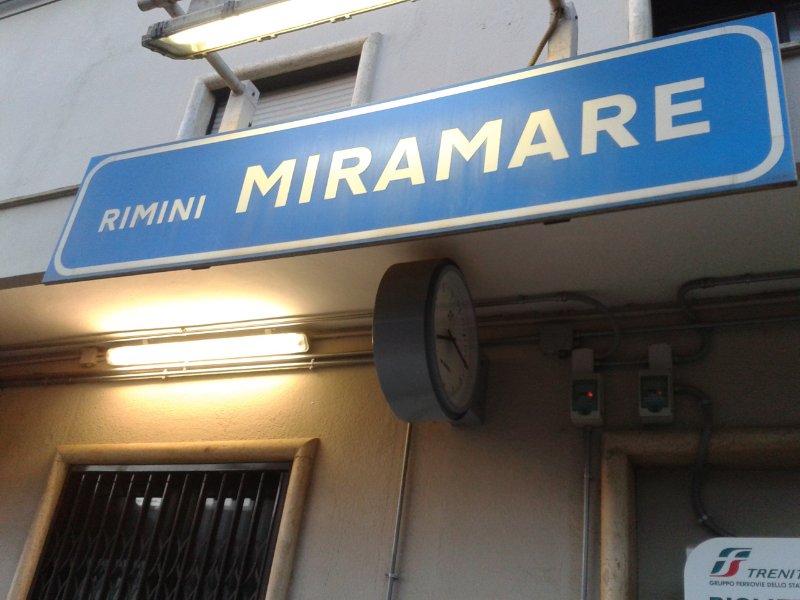 RIMINI MIRAMARE
TRENIT
GRUPPO FERROVIE DELLO STA